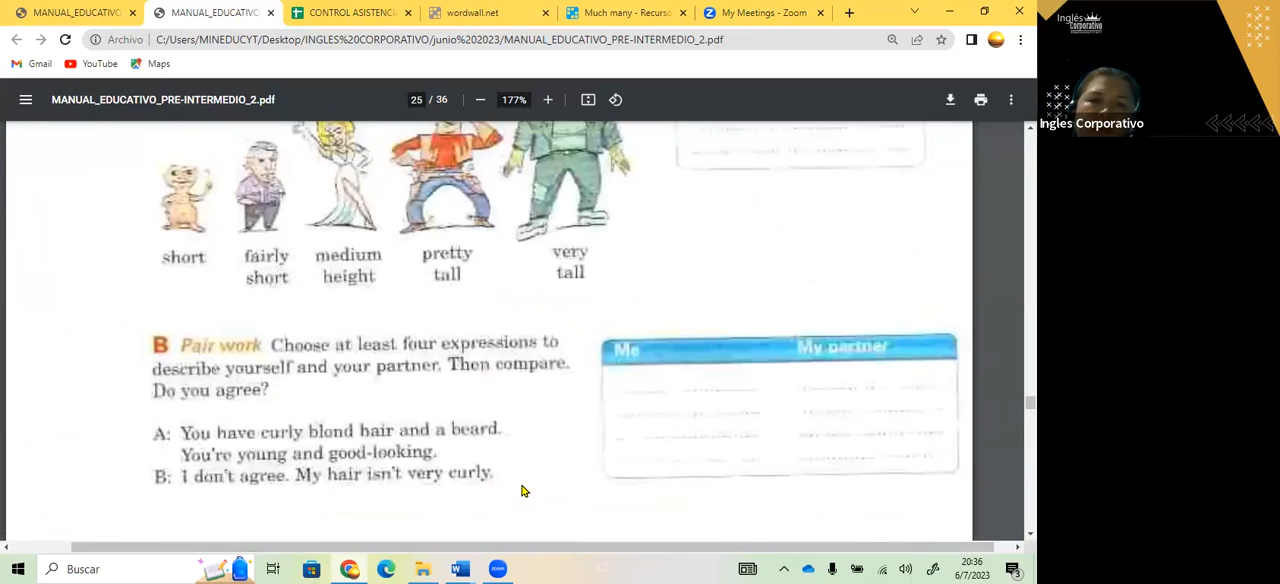 MANUAL_EDUCATIVO
MANUAL_EDUCATIVO
CONTROL ASISTENCI
wordwall.net
Much many - Recurso
My Meetings - Zoom
Archivo
C:/Users/MINEDUCYT/Desktop/INGLES%20CORPORATIVO/junio%202023/MANUAL_EDUCATIVO_PRE-INTERMEDIO_2.pdf
Gmail
YouTube
Maps
MANUAL_EDUCATIVO_PRE-INTERMEDIO_2.pdf
25 / 36
177%
short
fairly short
medium height
pretty tall
very tall
B Pair work Choose at least four expressions to
describe yourself and your partner. Then compare.
Do you agree?
A: You have curly blond hair and a beard.
You're young and good-looking.
B: I don't agree. My hair isn't very curly.
Me
My partner
Inglés
Corporativo
Ingles Corporativo
Buscar
zoom
20:36
6/7/2023
3